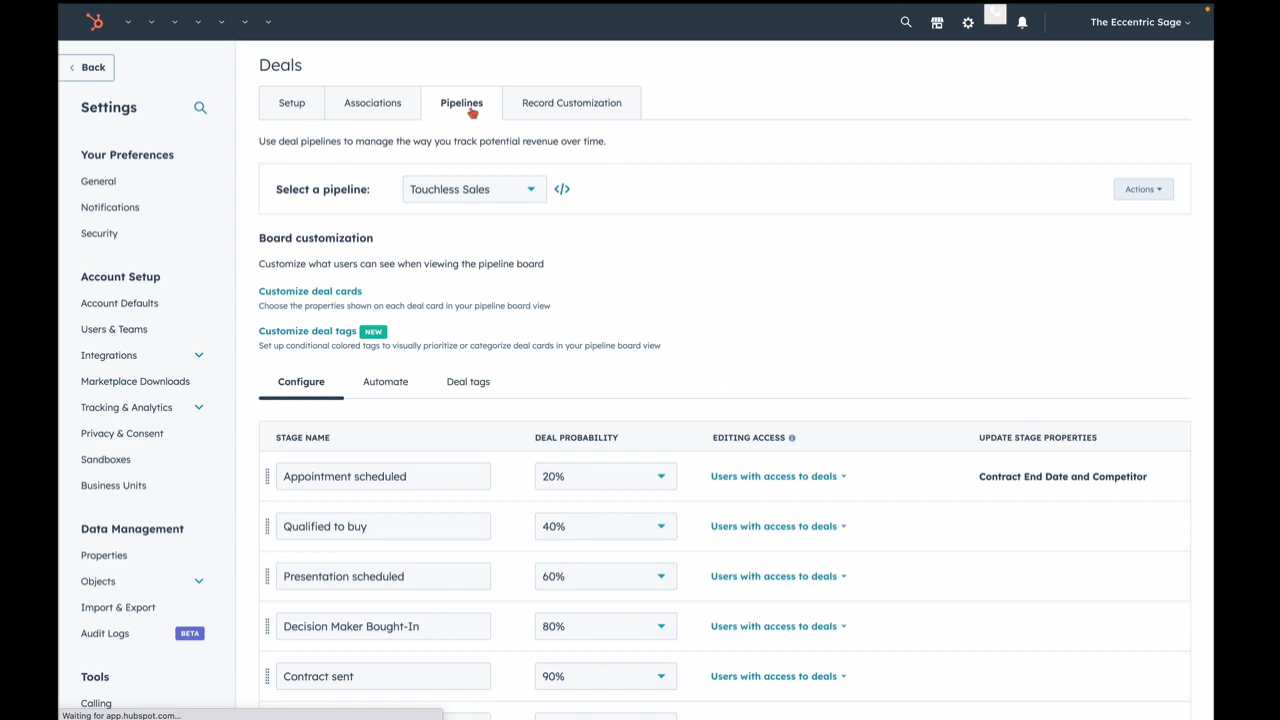 The Eccentric Sage
Back
Settings
Your Preferences
General
Notifications
Security
Account Setup
Account Defaults
Users & Teams
Integrations
Marketplace Downloads
Tracking & Analytics
Privacy & Consent
Sandboxes
Business Units
Data Management
Properties
Objects
Import & Export
Audit Logs BETA
Tools
Calling
Waiting for app.hubspot.com...
Deals
Setup Associations Pipelines Record Customization
Use deal pipelines to manage the way you track potential revenue over time.
Select a pipeline: Touchless Sales </> Actions
Board customization
Customize what users can see when viewing the pipeline board
Customize deal cards
Choose the properties shown on each deal card in your pipeline board view
Customize deal tags NEW
Set up conditional colored tags to visually prioritize or categorize deal cards in your pipeline board view
Configure Automate Deal tags
STAGE NAME DEAL PROBABILITY EDITING ACCESS UPDATE STAGE PROPERTIES
Appointment scheduled 20% Users with access to deals Contract End Date and Competitor
Qualified to buy 40% Users with access to deals
Presentation scheduled 60% Users with access to deals
Decision Maker Bought-In 80% Users with access to deals
Contract sent 90% Users with access to deals